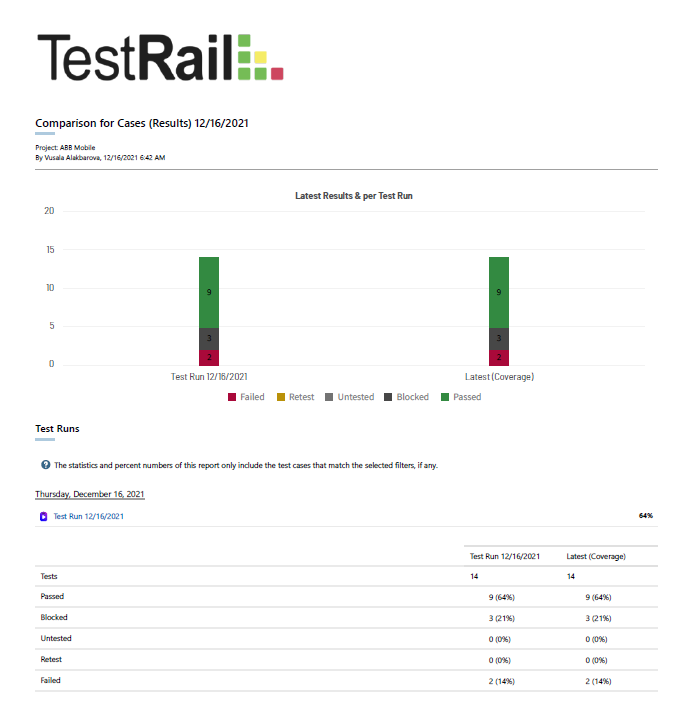 TestRail
Comparison for Cases (Results) 12/16/2021
Project: ABB Mobile
By Vusala Alakbarova, 12/16/2021 6:42 AM
Latest Results & per Test Run
20
15
10
5
0
9 9
3 3
2 2
Test Run 12/16/2021 Latest (Coverage)
Failed Retest Untested Blocked Passed
Test Runs
? The statistics and percent numbers of this report only include the test cases that match the selected filters, if any.
Thursday, December 16, 2021
Test Run 12/16/2021 64%
Test Run 12/16/2021 Latest (Coverage)
Tests 14 14
Passed 9 (64%) 9 (64%)
Blocked 3 (21%) 3 (21%)
Untested 0 (0%) 0 (0%)
Retest 0 (0%) 0 (0%)
Failed 2 (14%) 2 (14%)